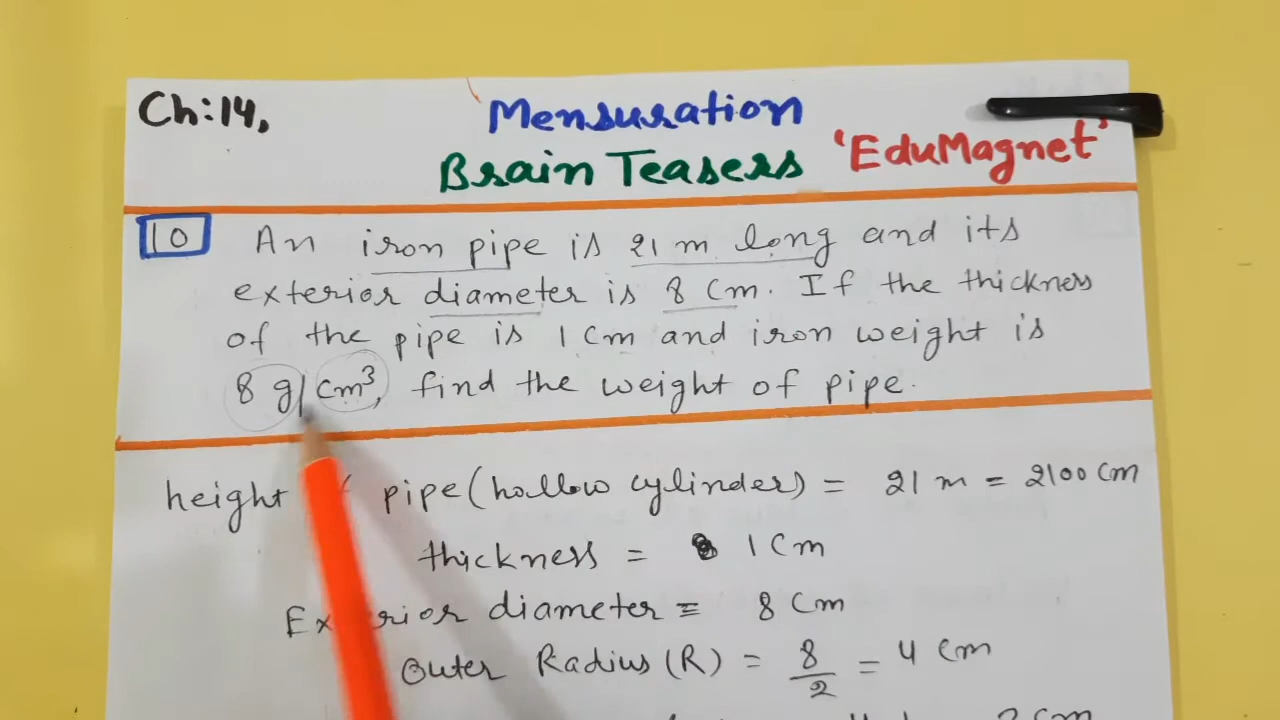 Ch:14,
Mensuration
Brain Teasers 'EduMagnet'
10 An iron pipe is 21 m long and its
exterior diameter is 8 cm. If the thickness
of the pipe is 1 cm and iron weight is
8 g/cm³, find the weight of pipe.
height pipe (hollow cylinder) = 21 m = 2100 cm
thickness = 1 cm
Exterior diameter = 8 cm
Outer Radius (R) = 8/2 = 4 cm